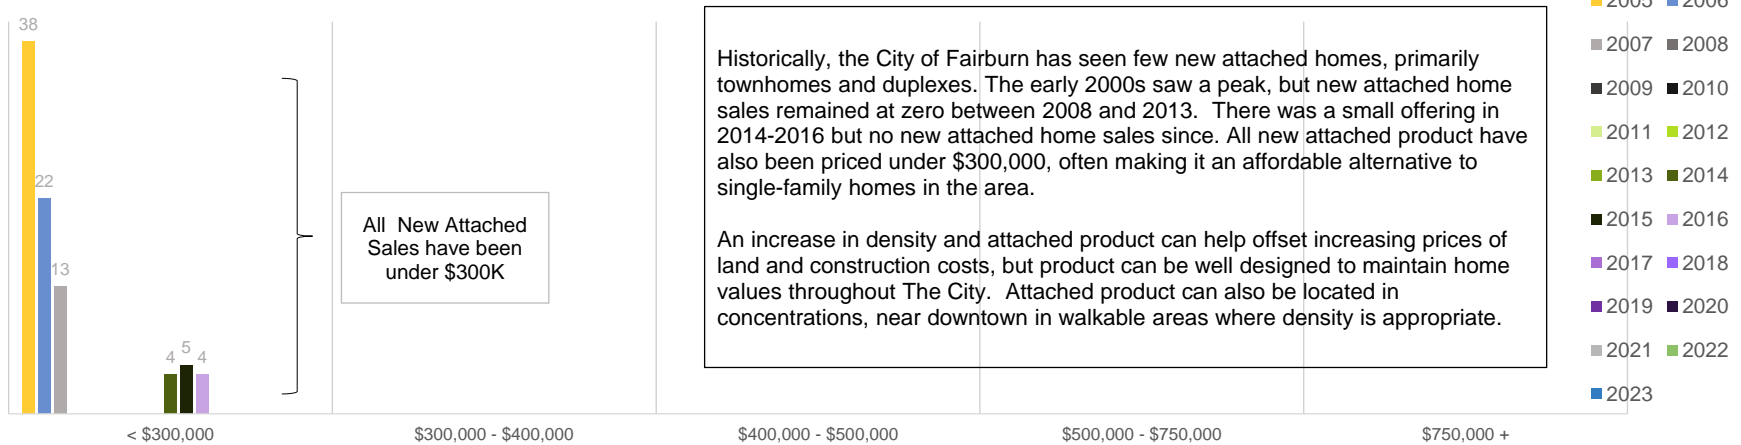 38
22
13
4
5
4
All New Attached
Sales have been
under $300K
Historically, the City of Fairburn has seen few new attached homes, primarily
townhomes and duplexes. The early 2000s saw a peak, but new attached home
sales remained at zero between 2008 and 2013. There was a small offering in
2014-2016 but no new attached home sales since. All new attached product have
also been priced under $300,000, often making it an affordable alternative to
single-family homes in the area.
An increase in density and attached product can help offset increasing prices of
land and construction costs, but product can be well designed to maintain home
values throughout The City. Attached product can also be located in
concentrations, near downtown in walkable areas where density is appropriate.
2005 2006
2007 2008
2009 2010
2011 2012
2013 2014
2015 2016
2017 2018
2019 2020
2021 2022
2023
< $300,000 $300,000 - $400,000 $400,000 - $500,000 $500,000 - $750,000 $750,000 +